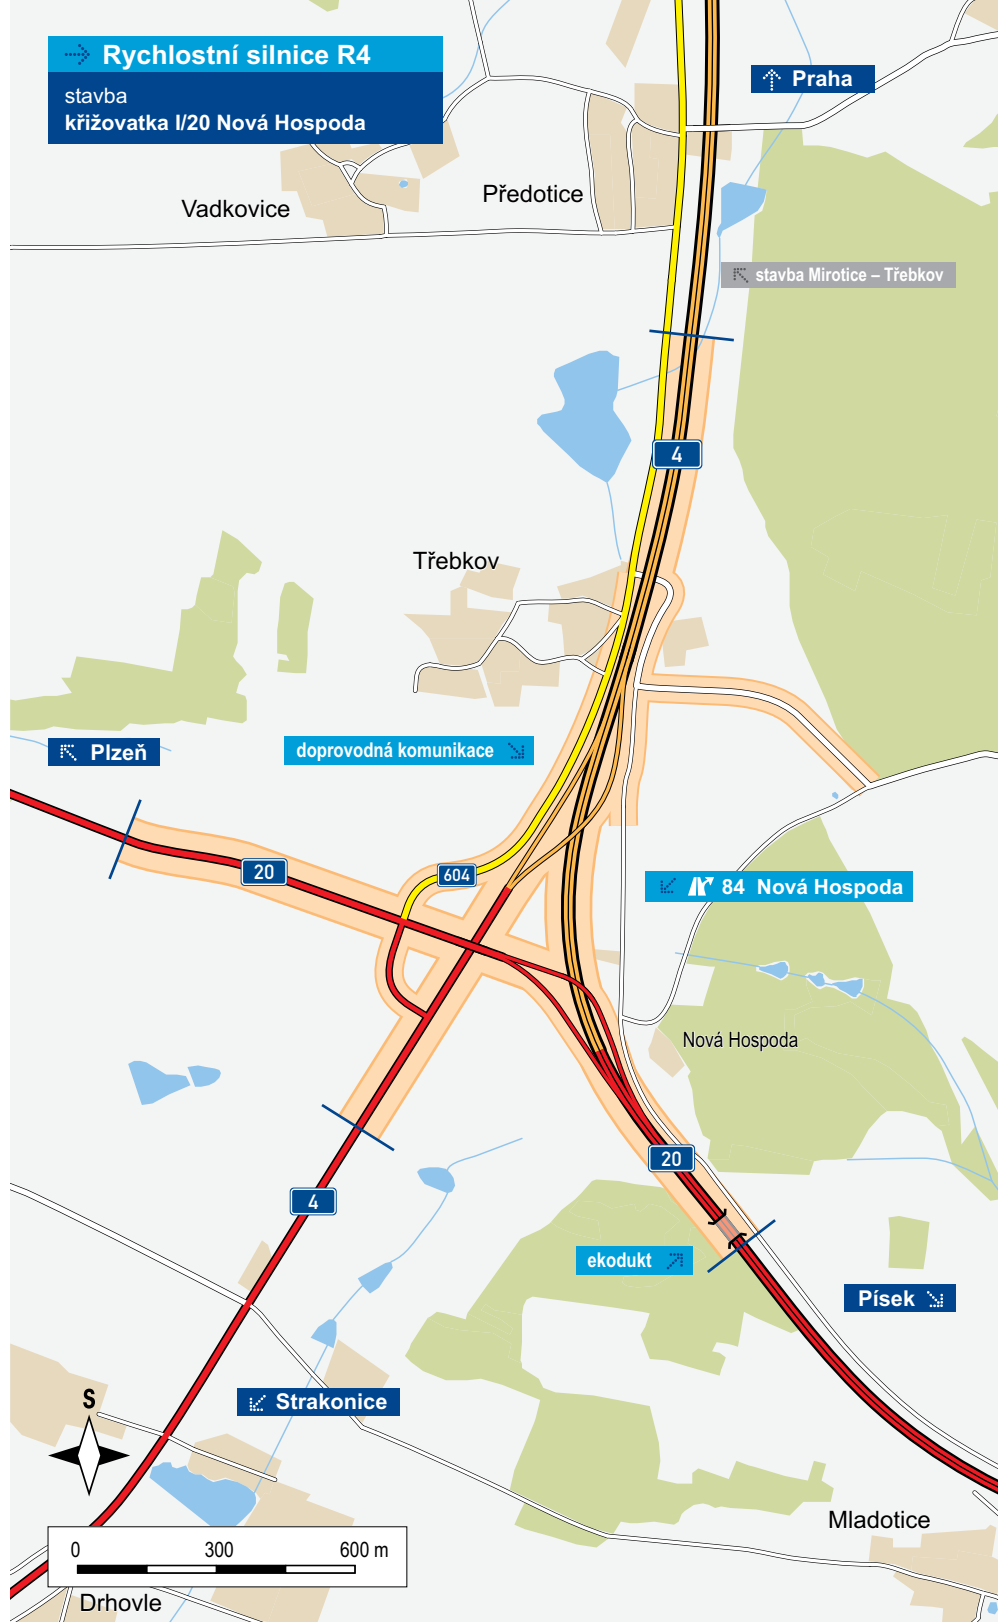 Rychlostní silnice R4
stavba
křižovatka I/20 Nová Hospoda
Praha
Vadkovice
Předotice
stavba Mirotice – Třebkov
4
Třebkov
Plzeň
doprovodná komunikace
20
604
84 Nová Hospoda
Nová Hospoda
20
4
ekodukt
Písek
Strakonice
S
Mladotice
0 300 600 m
Drhovle